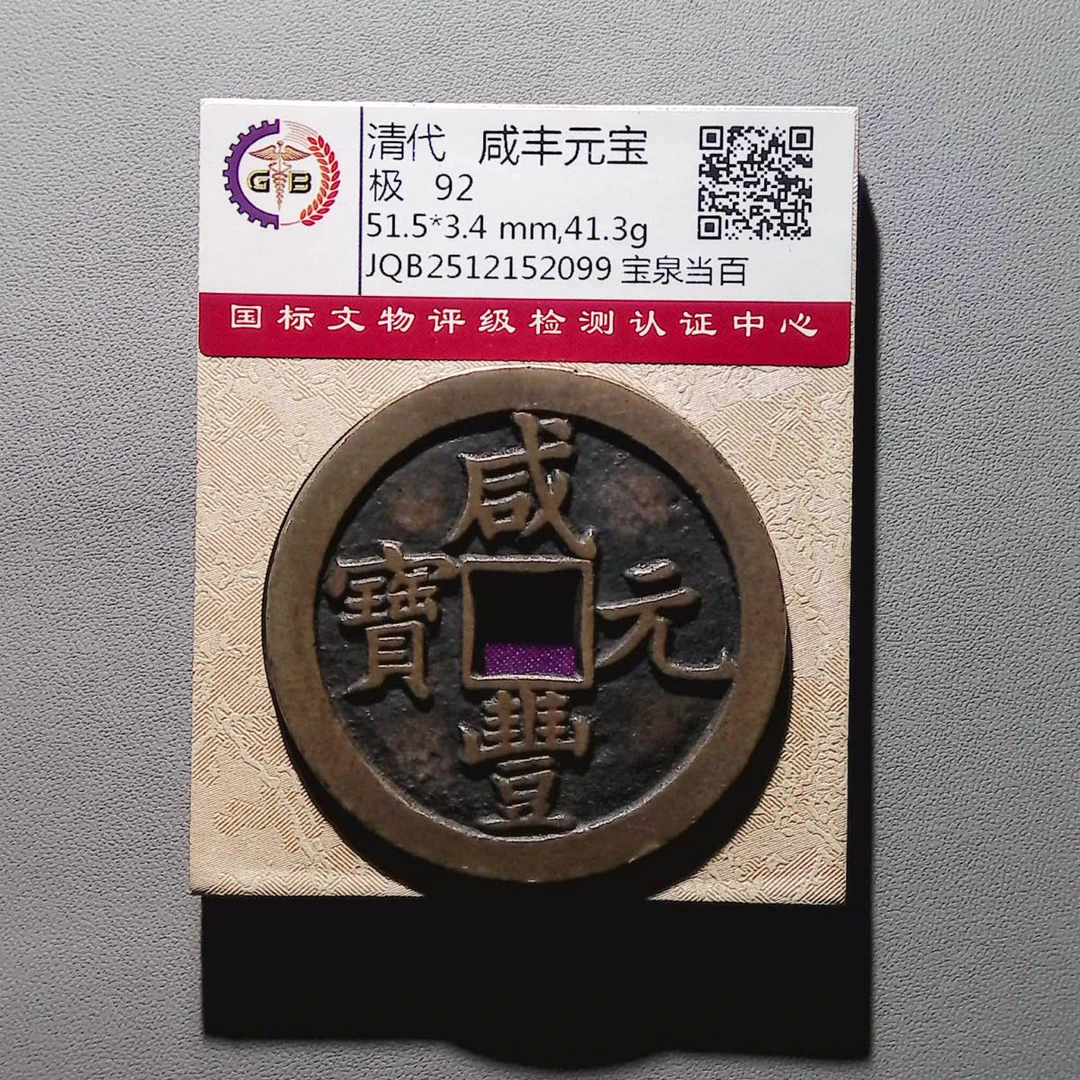 GB
清代 咸丰元宝
极 92
51.5*3.4 mm,41.3g
JQB2512152099 宝泉当百
国标文物评级检测认证中心
咸
寶 元
豐